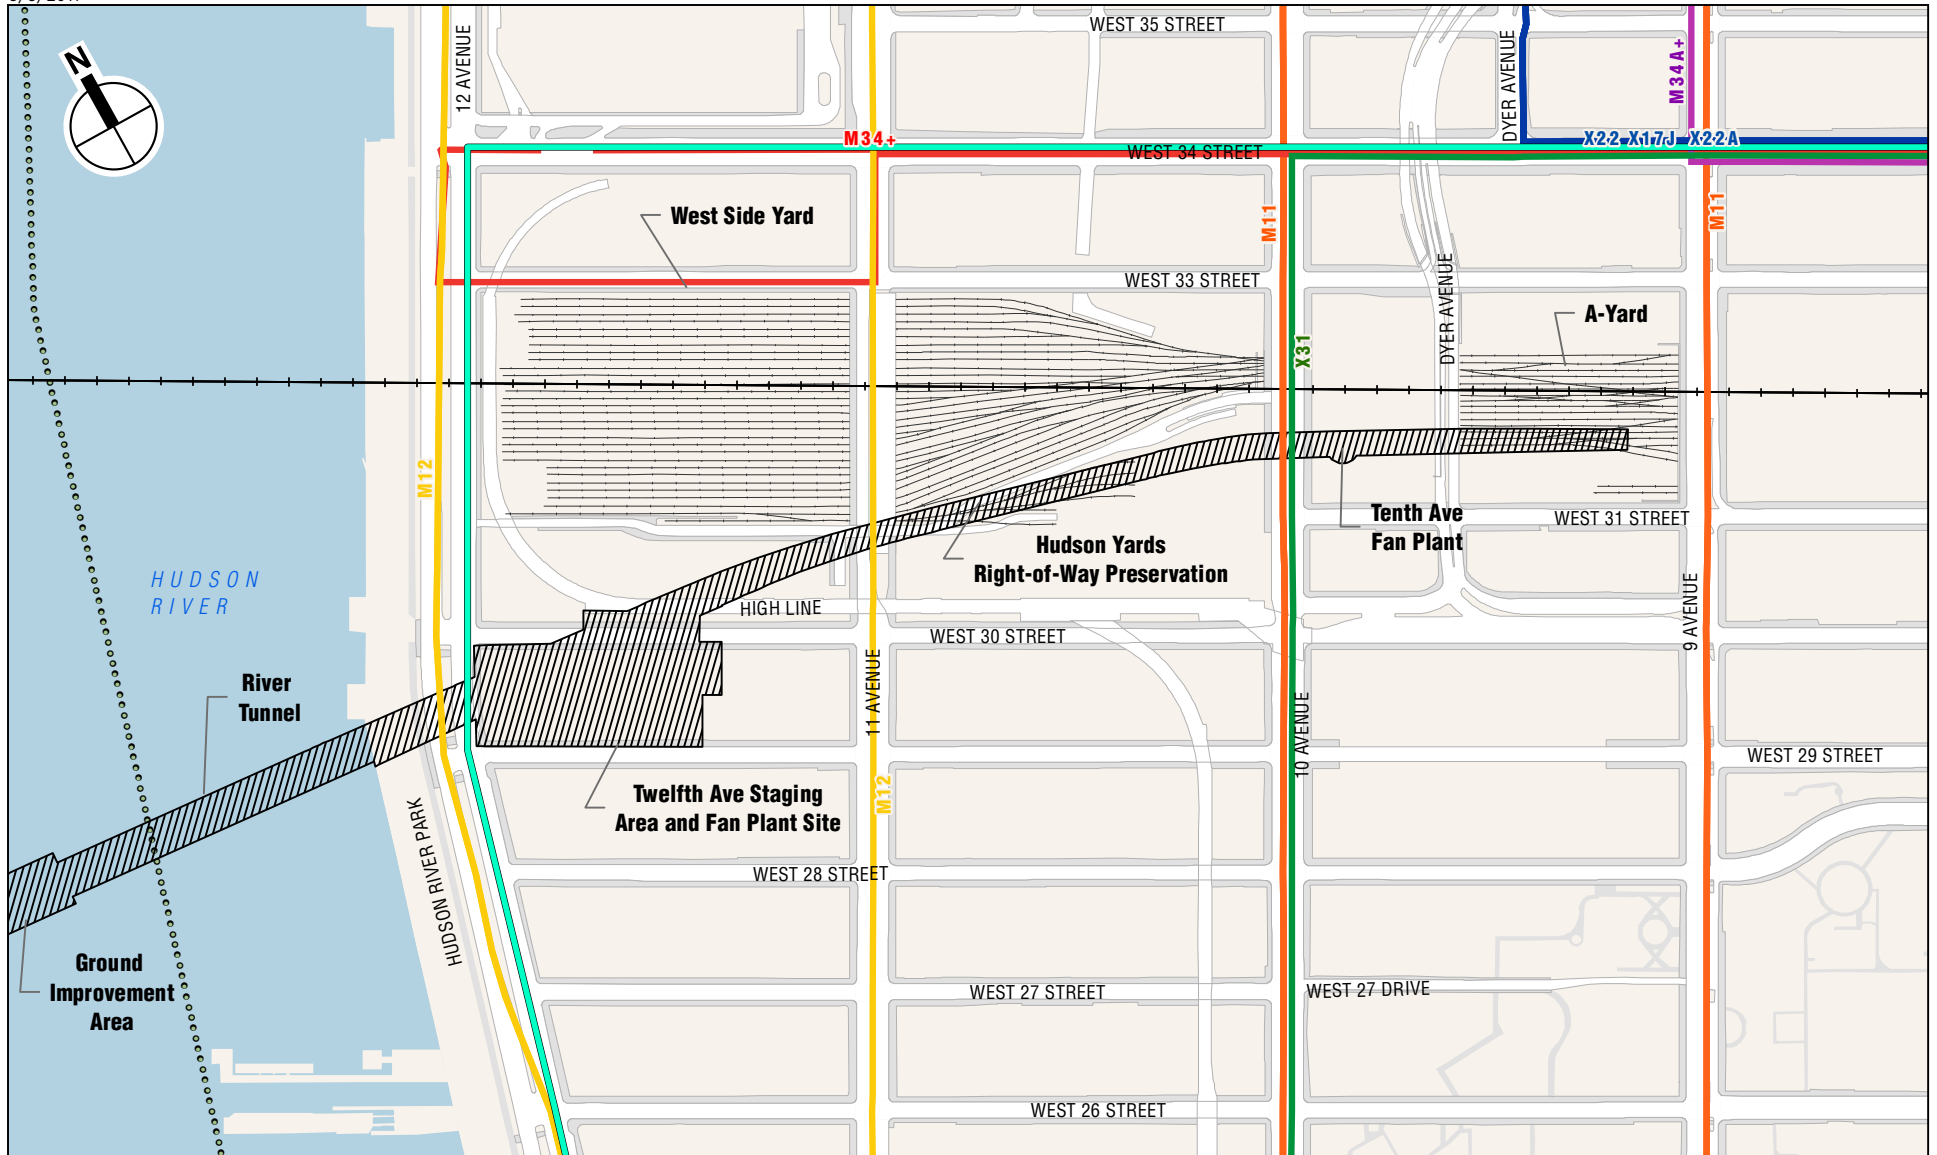 WEST 35 STREET
12 AVENUE
DYER AVENUE
M34A+
N
M34+
X22 X17J X22A
WEST 34 STREET
West Side Yard
M11
M11
WEST 33 STREET
DYER AVENUE
A-Yard
X31
M12
Tenth Ave
Fan Plant
WEST 31 STREET
Hudson Yards
Right-of-Way Preservation
HUDSON
RIVER
HIGH LINE
WEST 30 STREET
9 AVENUE
11 AVENUE
10 AVENUE
River
Tunnel
WEST 29 STREET
Twelfth Ave Staging
Area and Fan Plant Site
M12
HUDSON RIVER PARK
WEST 28 STREET
Ground
Improvement
Area
WEST 27 STREET
WEST 27 DRIVE
WEST 26 STREET